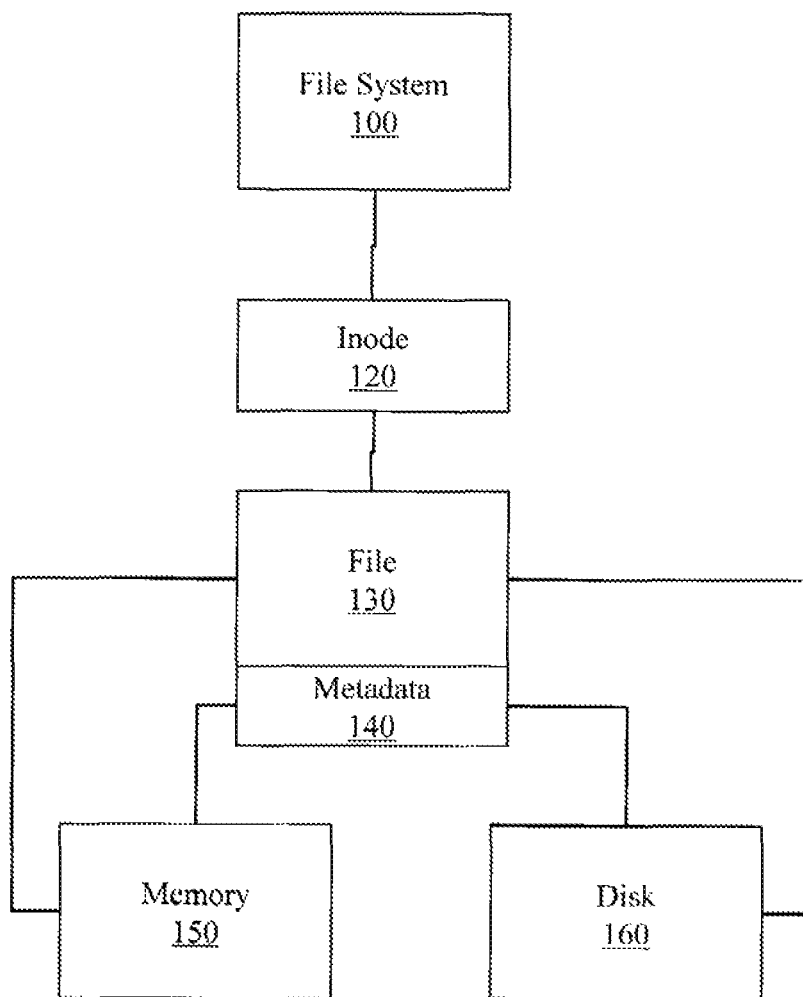 File System
100
Inode
120
File
130
Metadata
140
Memory
150
Disk
160